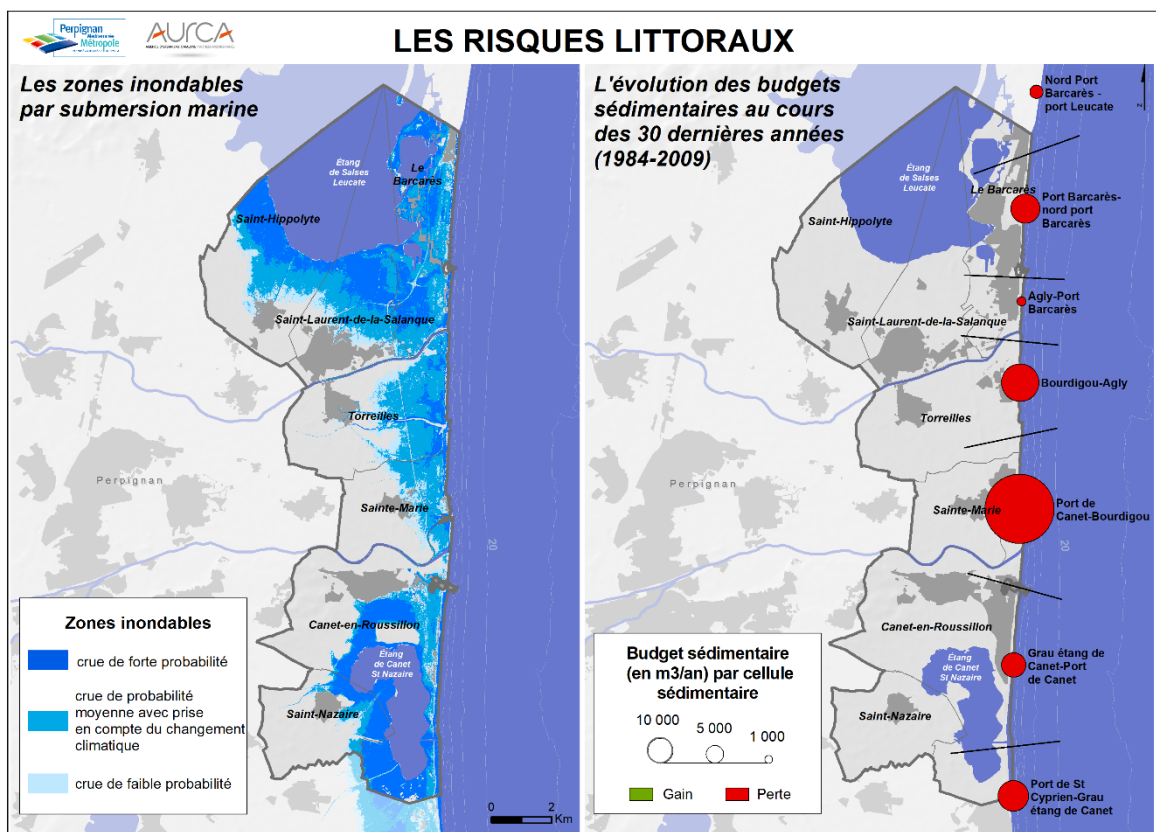 Perpignan
Méditerranée
Métropole
AURCA
LES RISQUES LITTORAUX
Les zones inondables
par submersion marine
Étang
de Salses
Leucate
Le
Barcarès
Saint-Hippolyte
Saint-Laurent-de-la-Salanque
Torreilles
Perpignan
Sainte-Marie
20
Canet-en-Roussillon
Étang
de Canet
St Nazaire
Saint-Nazaire
Zones inondables
crue de forte probabilité
crue de probabilité
moyenne avec prise
en compte du changement
climatique
crue de faible probabilité
0 2
Km
L'évolution des budgets
sédimentaires au cours
des 30 dernières années
(1984-2009)
Nord Port
Barcarès -
port Leucate
z
Étang
de Salses
Leucate
Le Barcarès
Saint-Hippolyte
Port Barcarès-
nord port
Barcarès
Agly-Port
Barcarès
Saint-Laurent-de-la-Salanque
Bourdigou-Agly
Torreilles
Perpignan
Sainte-Marie
Port de
Canet-Bourdigou
20
Canet-en-Roussillon
Étang
de Canet
St Nazaire
Grau étang de
Canet-Port
de Canet
Saint-Nazaire
Port de St
Cyprien-Grau
étang de Canet
Budget sédimentaire
(en m3/an) par cellule
sédimentaire
10 000
5 000
1 000
Gain
Perte